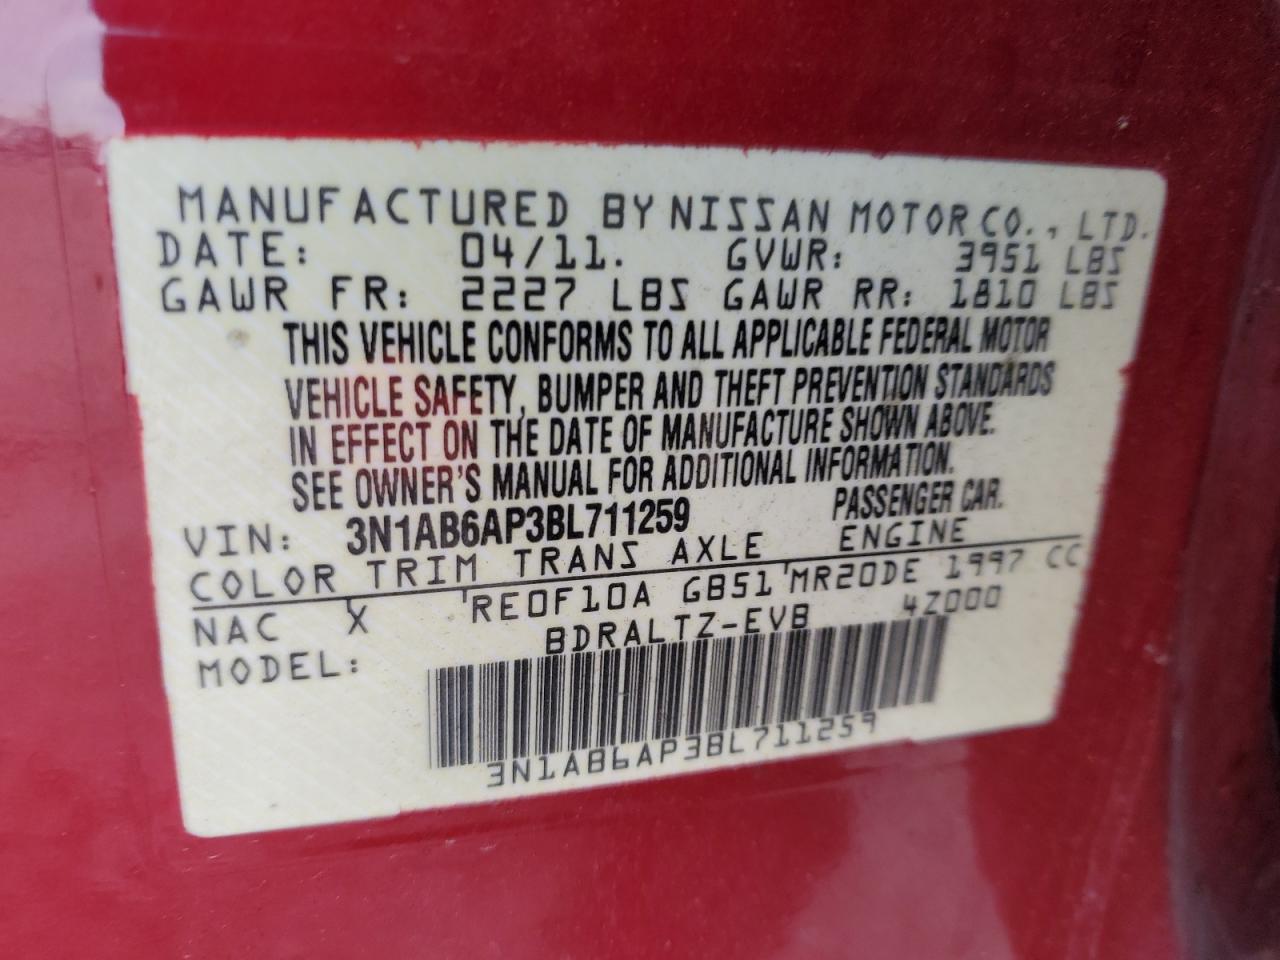 MANUFACTURED BY NISSAN MOTOR CO., LTD.
DATE: 04/11. GVWR: 3951 LBS
GAWR FR: 2227 LBS GAWR RR: 1810 LBS
THIS VEHICLE CONFORMS TO ALL APPLICABLE FEDERAL MOTOR
VEHICLE SAFETY, BUMPER AND THEFT PREVENTION STANDARDS
IN EFFECT ON THE DATE OF MANUFACTURE SHOWN ABOVE.
SEE OWNER'S MANUAL FOR ADDITIONAL INFORMATION.
VIN: 3N1AB6AP3BL711259 PASSENGER CAR.
COLOR TRIM TRANS AXLE ENGINE
NAC X RE0F10A GB51 MR20DE 1997 CC
MODEL: BDRALTZ-EVB 4Z000
3N1AB6AP3BL711259